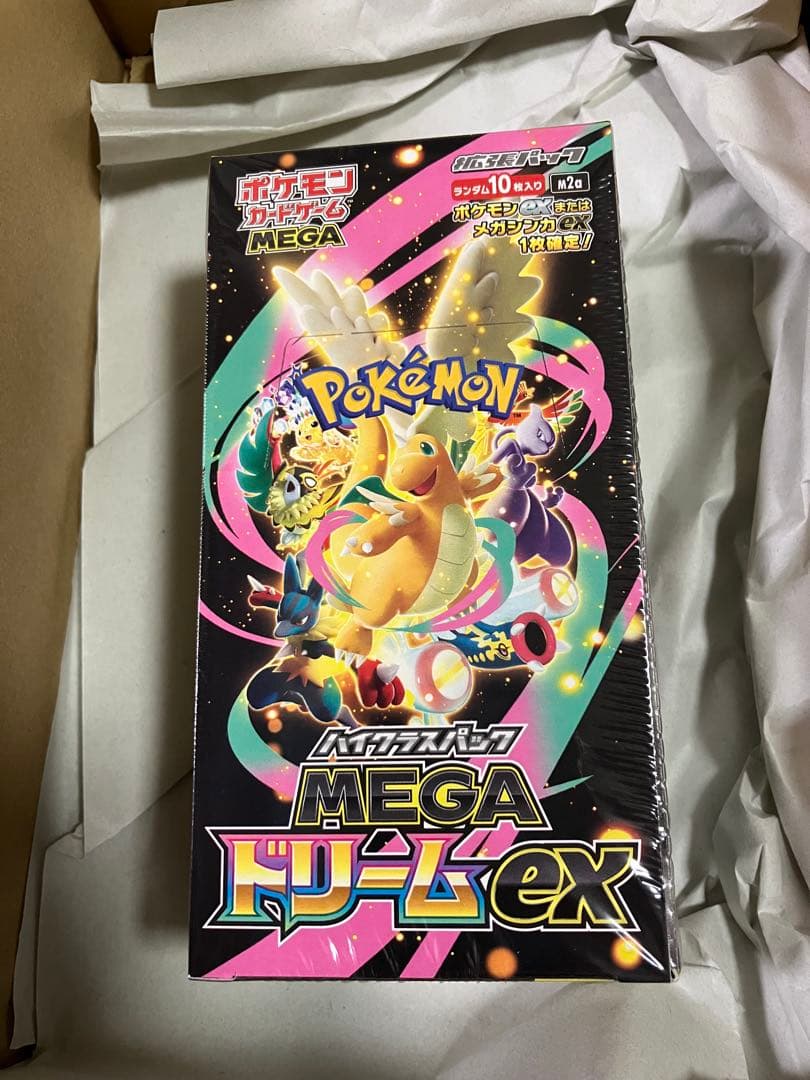 ポケモン
カードゲーム
MEGA
拡張パック
ランダム10枚入り M2a
ポケモンexまたは
メガシンカex
1枚確定!
POKéMON
TM
ハイクラスパック
MEGA
ドリームex